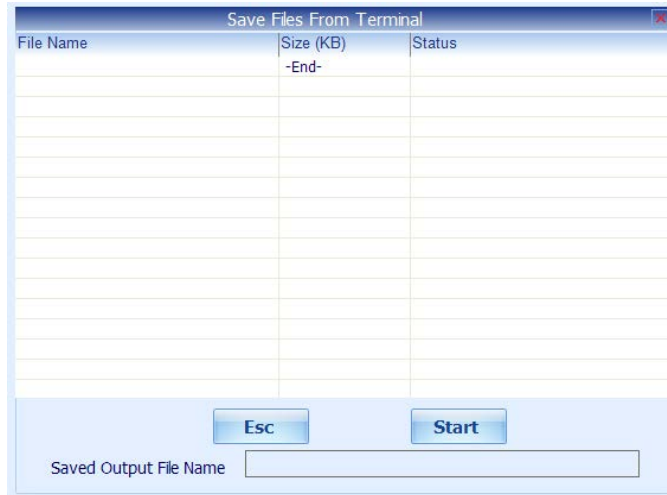 Save Files From Terminal
File Name Size (KB) Status
-End-
Esc Start
Saved Output File Name